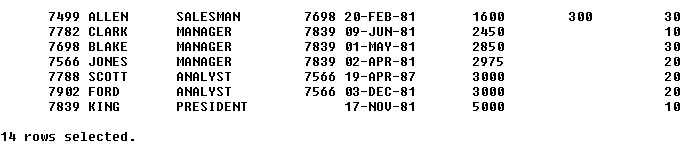 7499 ALLEN SALESMAN 7698 20-FEB-81 1600 300 30
7782 CLARK MANAGER 7839 09-JUN-81 2450 10
7698 BLAKE MANAGER 7839 01-MAY-81 2850 30
7566 JONES MANAGER 7839 02-APR-81 2975 20
7788 SCOTT ANALYST 7566 19-APR-87 3000 20
7902 FORD ANALYST 7566 03-DEC-81 3000 20
7839 KING PRESIDENT 17-NOV-81 5000 10
14 rows selected.